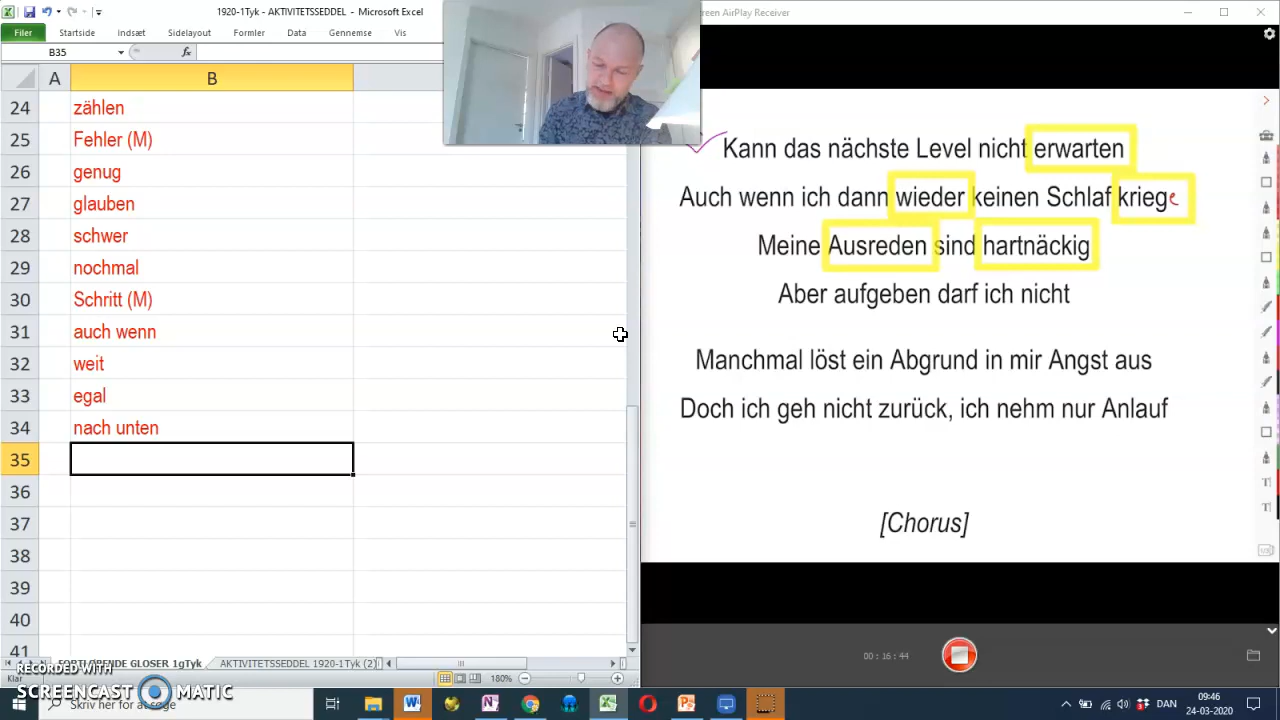 1920-1Tyk - AKTIVITETSSEDDEL - Microsoft Excel
Filer Startside Indsæt Sidelayout Formler Data Gennemse Vis
B35 fx
A B
24 zählen
25 Fehler (M)
26 genug
27 glauben
28 schwer
29 nochmal
30 Schritt (M)
31 auch wenn
32 weit
33 egal
34 nach unten
35
36
37
38
39
40
41
GLOSER 1gTyk AKTIVITETSSEDDEL 1920-1Tyk (2)
180%
AirPlay Receiver
Kann das nächste Level nicht erwarten
Auch wenn ich dann wieder keinen Schlaf kriege
Meine Ausreden sind hartnäckig
Aber aufgeben darf ich nicht
Manchmal löst ein Abgrund in mir Angst aus
Doch ich geh nicht zurück, ich nehm nur Anlauf
[Chorus]
00:16:44
RECORDED WITH
SCREENCAST MATIC
Skriv her for at søge
DAN
09:46
24-03-2020